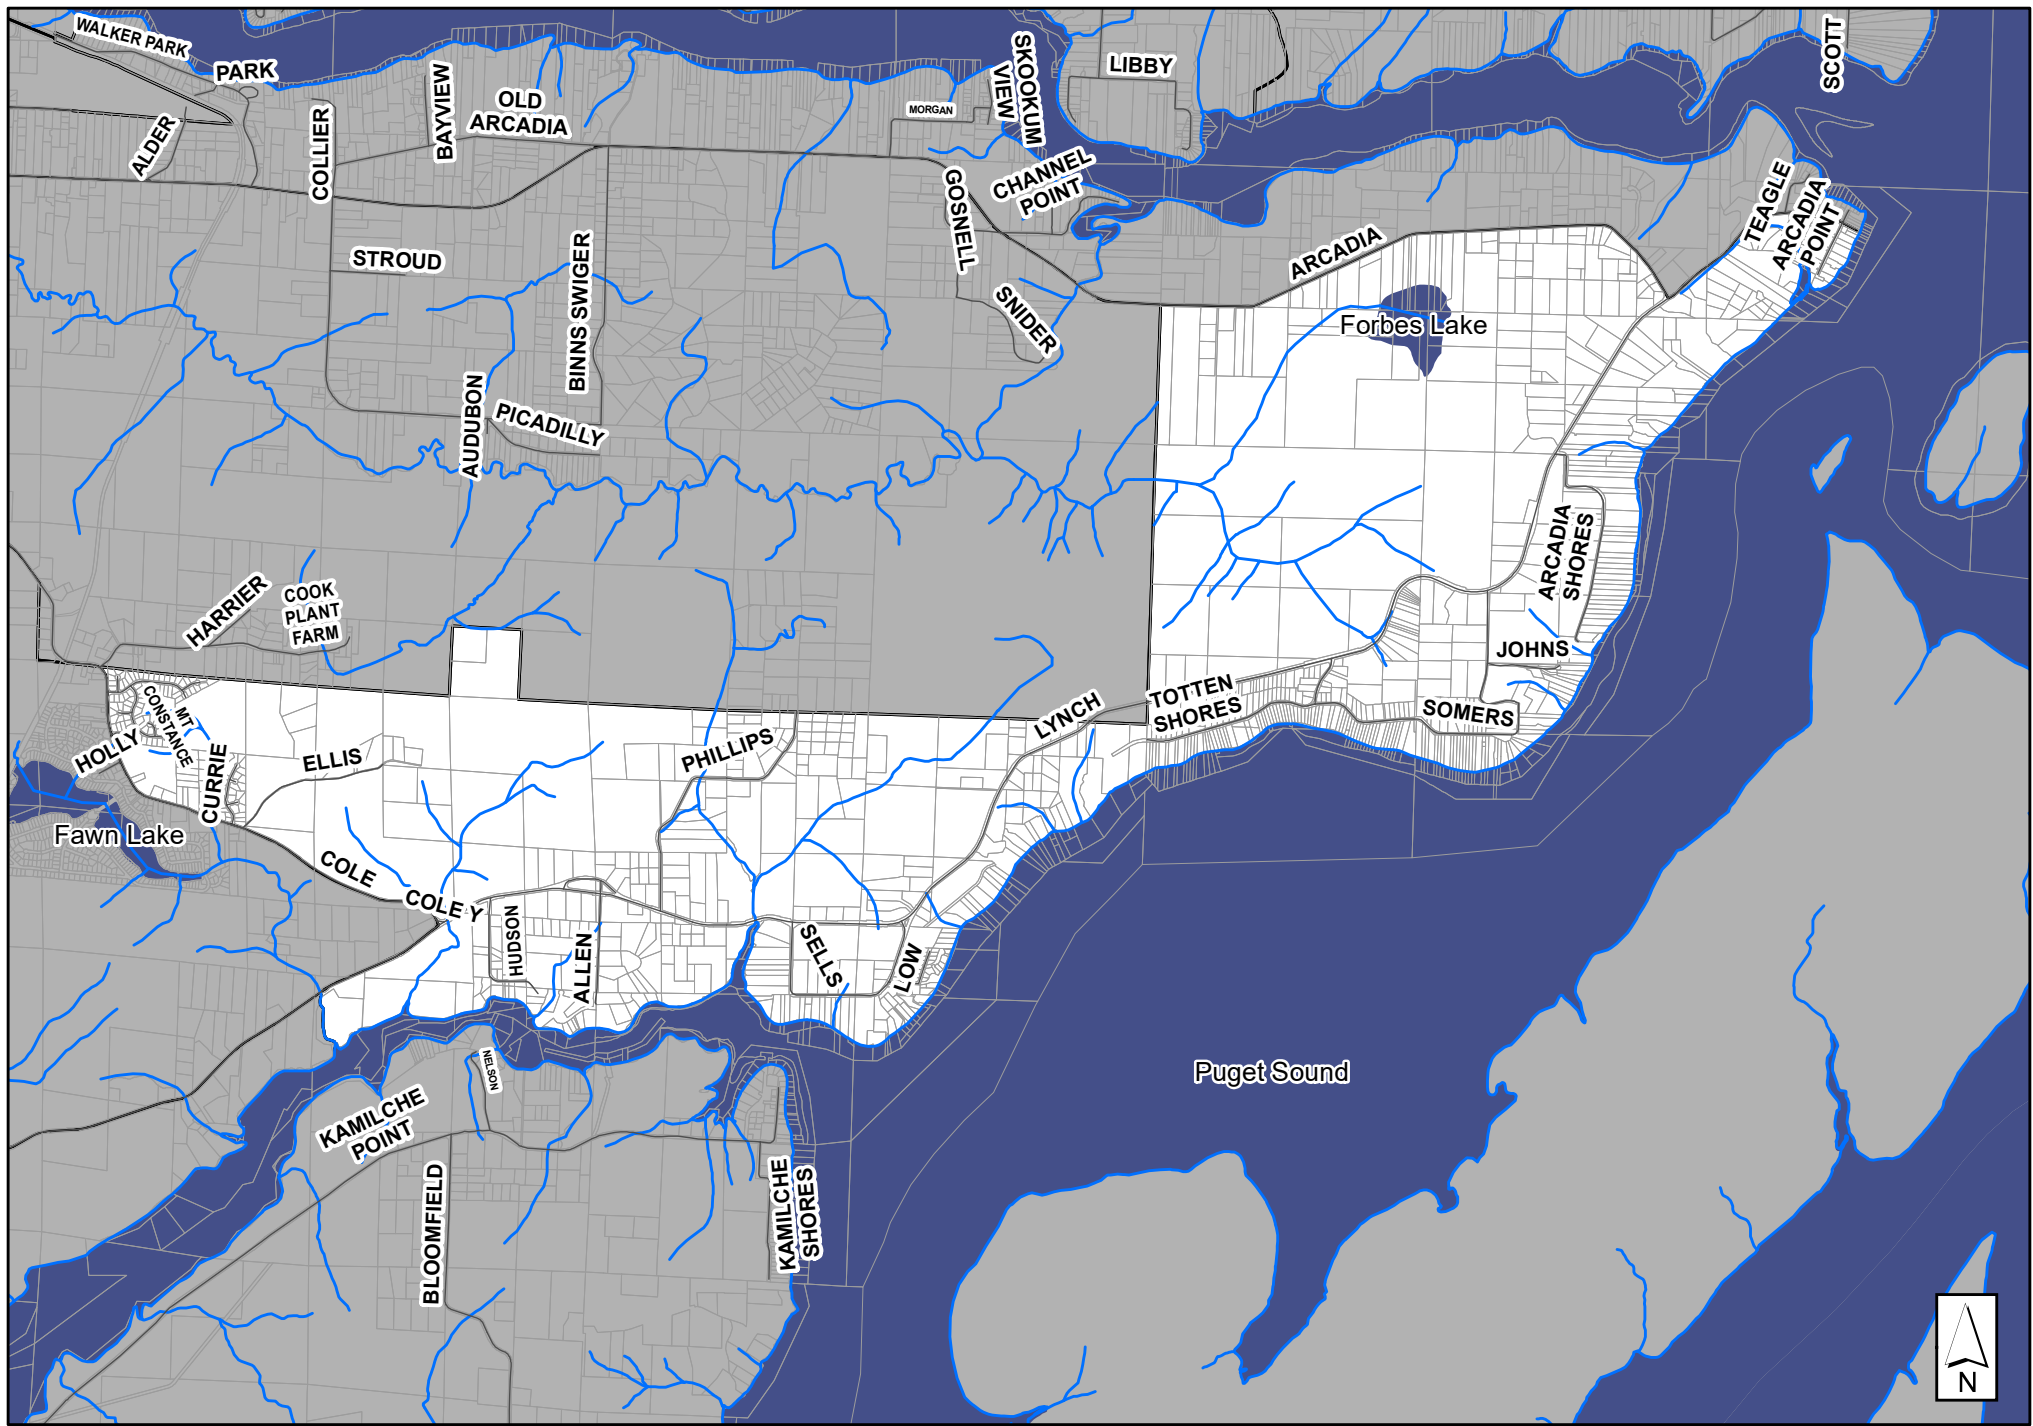 WALKER PARK
PARK
ALDER
COLLIER
BAYVIEW
OLD
ARCADIA
MORGAN
VIEW
SKOOKUM
LIBBY
SCOTT
CHANNEL
POINT
GOSNELL
SNIDER
STROUD
BINNS SWIGER
AUDUBON
PICADILLY
ARCADIA
TEAGLE
ARCADIA
POINT
Forbes Lake
ARCADIA
SHORES
JOHNS
SOMERS
TOTTEN
SHORES
LYNCH
HARRIER
COOK
PLANT
FARM
MT
CONSTANCE
HOLLY
CURRIE
ELLIS
PHILLIPS
Fawn Lake
COLE
COLE Y
HUDSON
ALLEN
SELLS
LOW
NELSON
KAMILCHE
POINT
BLOOMFIELD
KAMILCHE
SHORES
Puget Sound
N